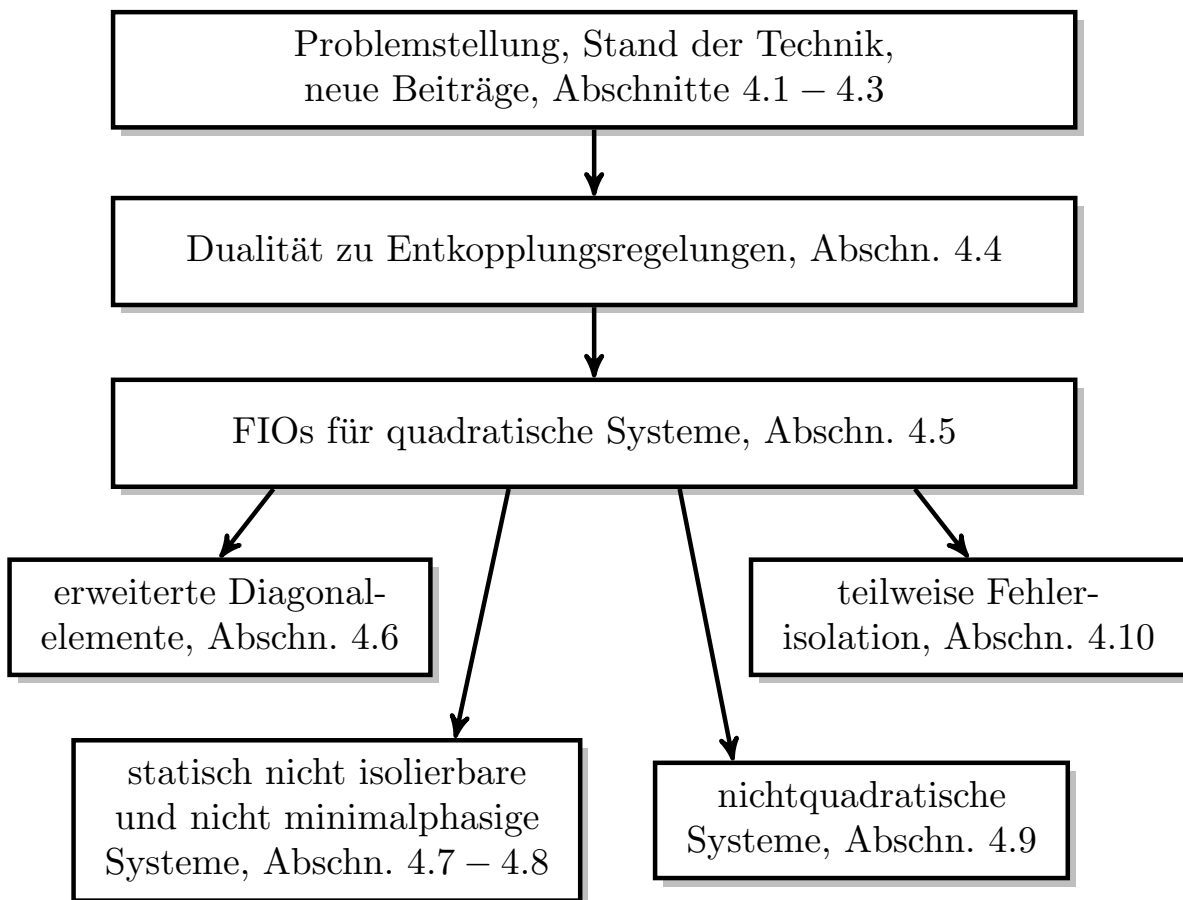 Problemstellung, Stand der Technik,
neue Beiträge, Abschnitte 4.1 – 4.3
Dualität zu Entkopplungsregelungen, Abschn. 4.4
FIOs für quadratische Systeme, Abschn. 4.5
erweiterte Diagonal-
elemente, Abschn. 4.6
teilweise Fehler-
isolation, Abschn. 4.10
statisch nicht isolierbare
und nicht minimalphasige
Systeme, Abschn. 4.7 – 4.8
nichtquadratische
Systeme, Abschn. 4.9